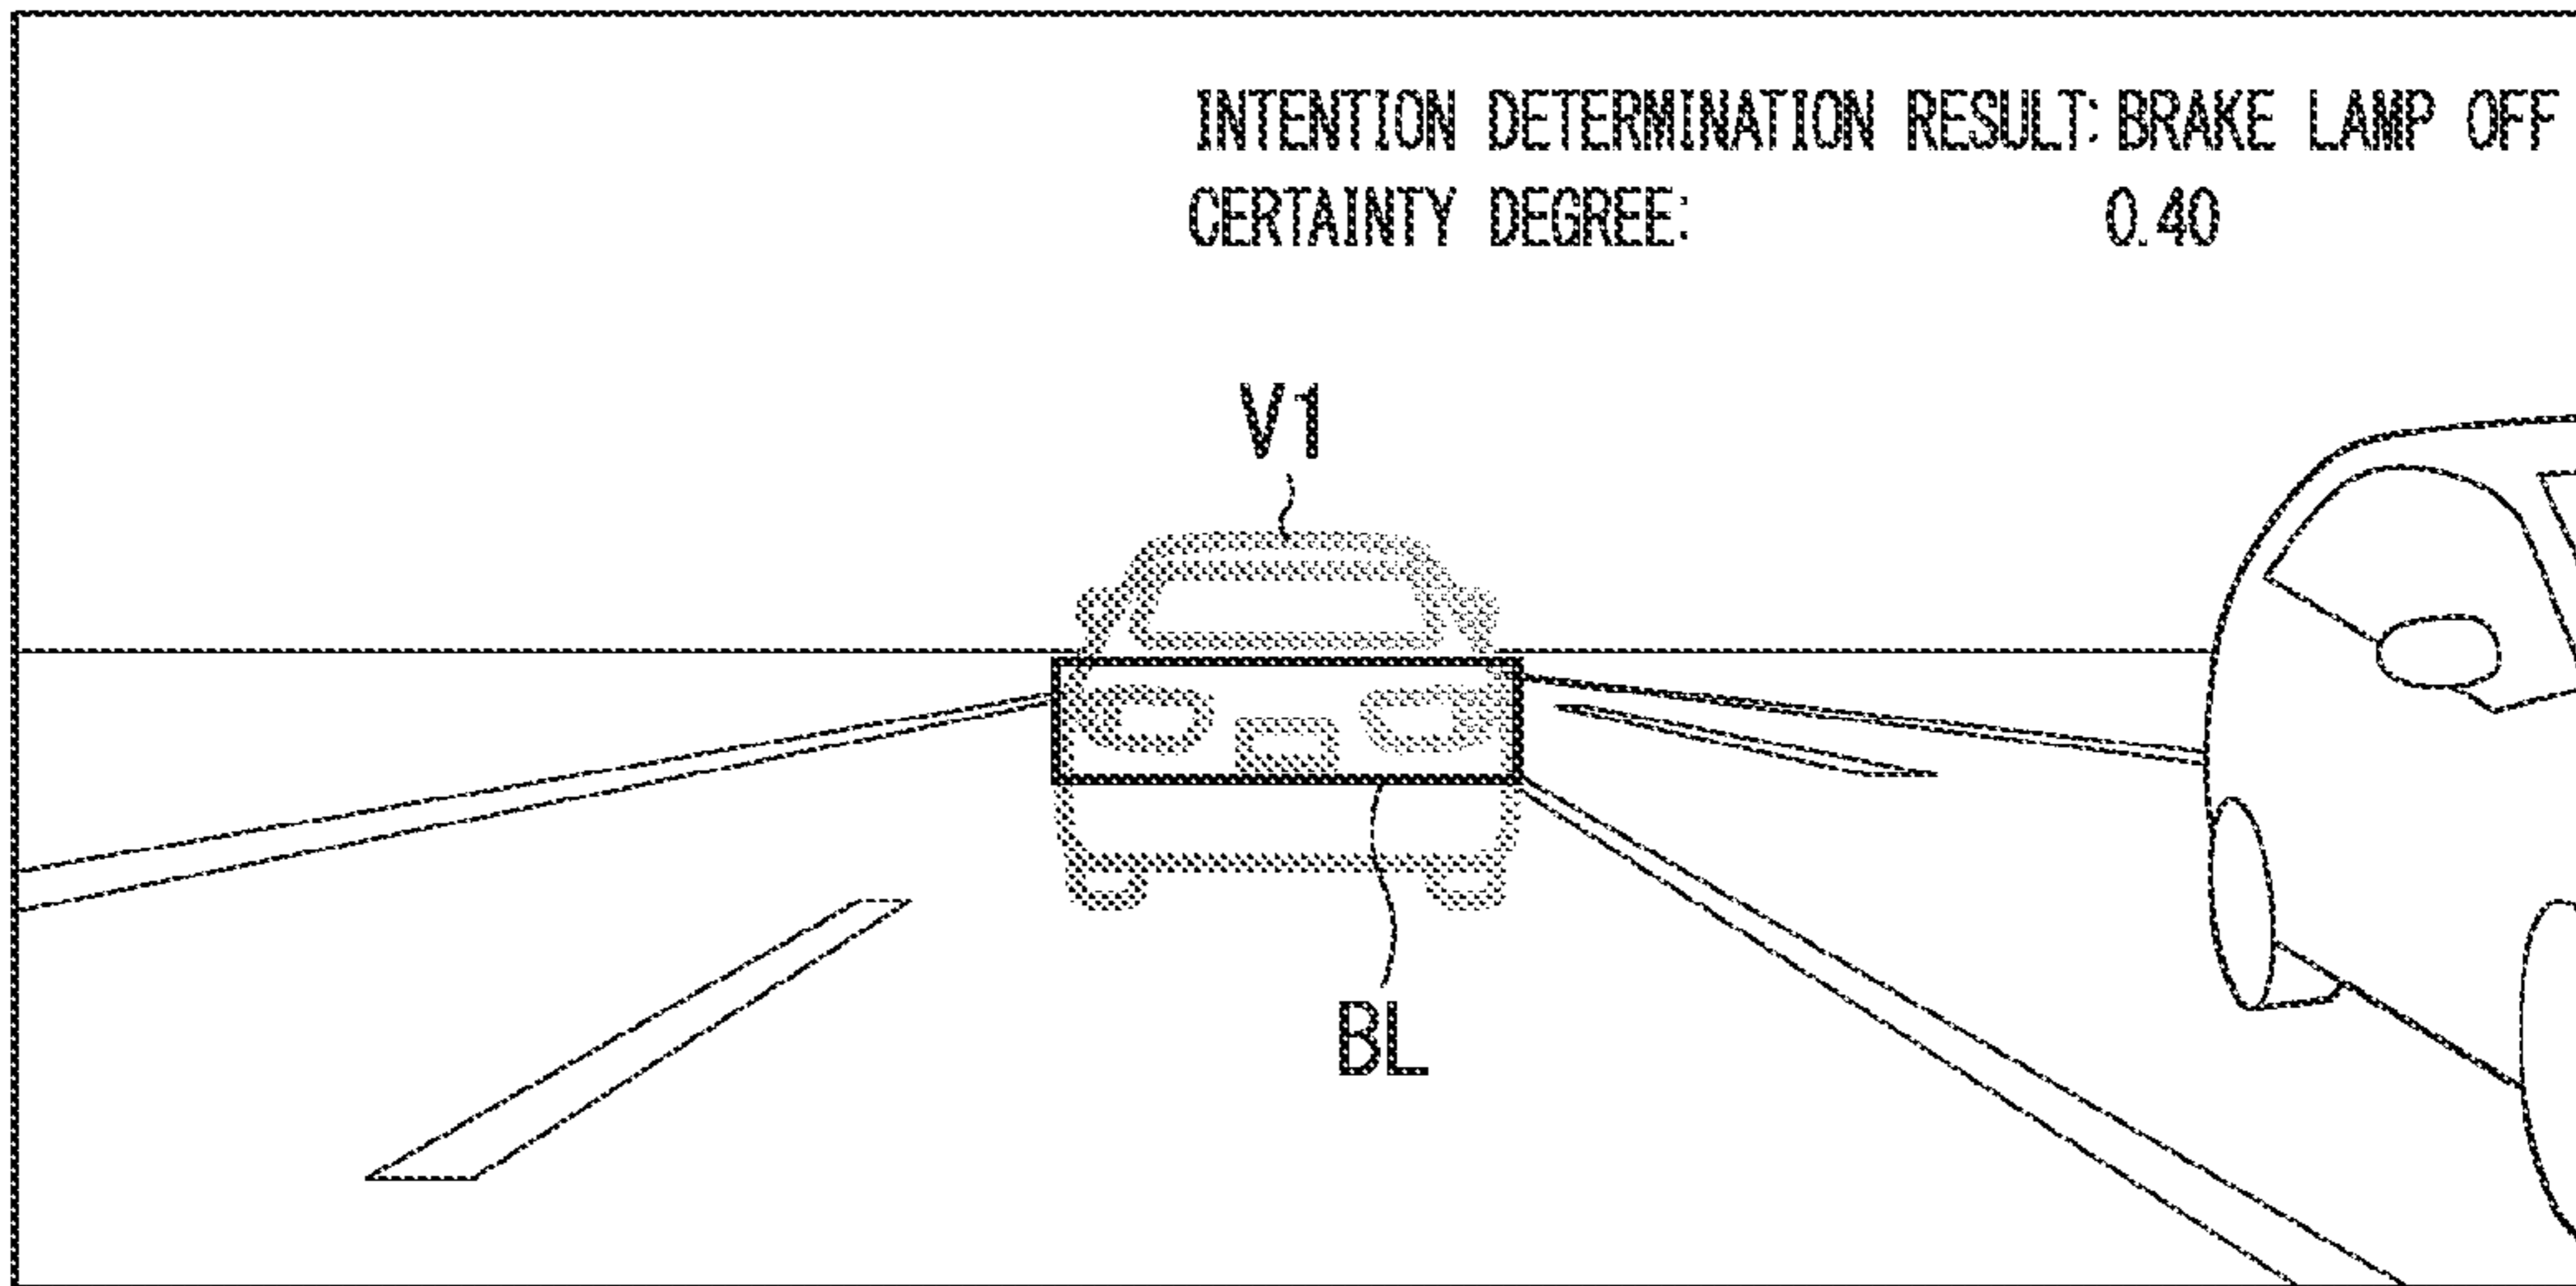 INTENTION DETERMINATION RESULT: BRAKE LAMP OFF
CERTAINTY DEGREE: 0.40
V1
BL